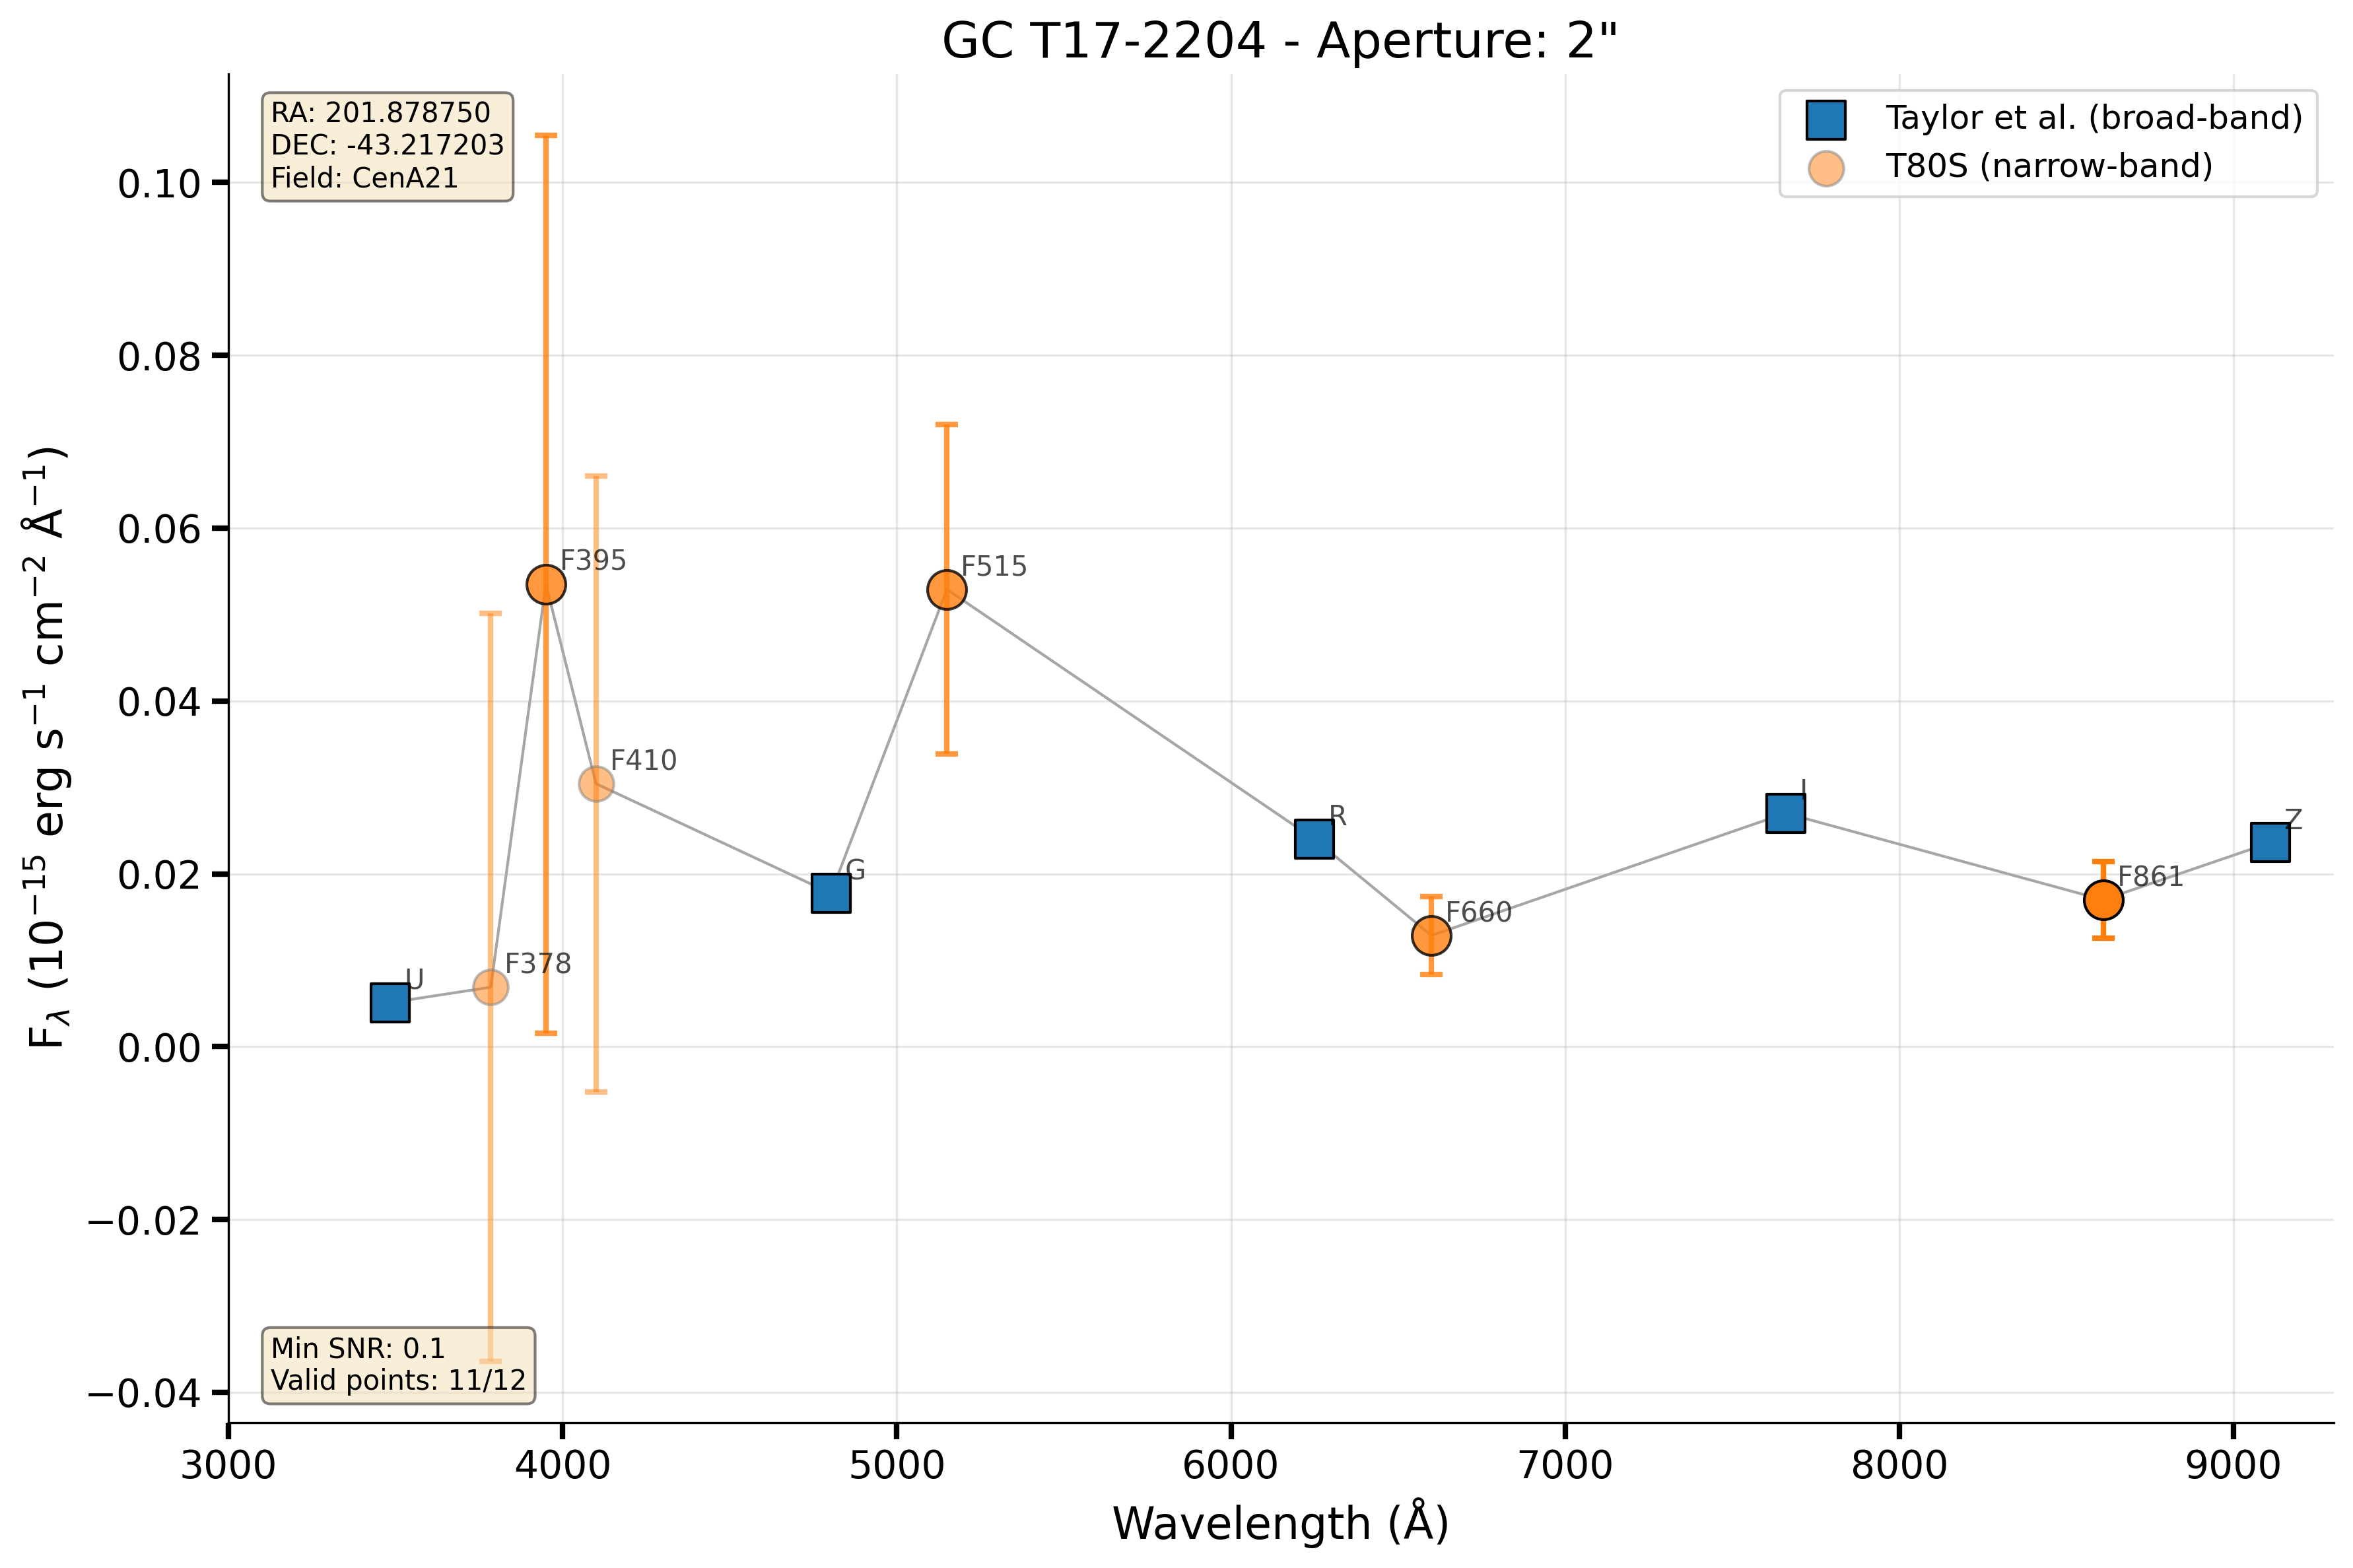 GC T17-2204 - Aperture: 2"
RA: 201.878750
DEC: -43.217203
Field: CenA21
Taylor et al. (broad-band)
T80S (narrow-band)
F$_{\lambda}$ (10$^{-15}$ erg s$^{-1}$ cm$^{-2}$ Å$^{-1}$)
0.10
0.08
0.06
0.04
0.02
0.00
−0.02
−0.04
U
F378
F395
F410
G
F515
R
F660
I
F861
Z
Min SNR: 0.1
Valid points: 11/12
3000 4000 5000 6000 7000 8000 9000
Wavelength (Å)